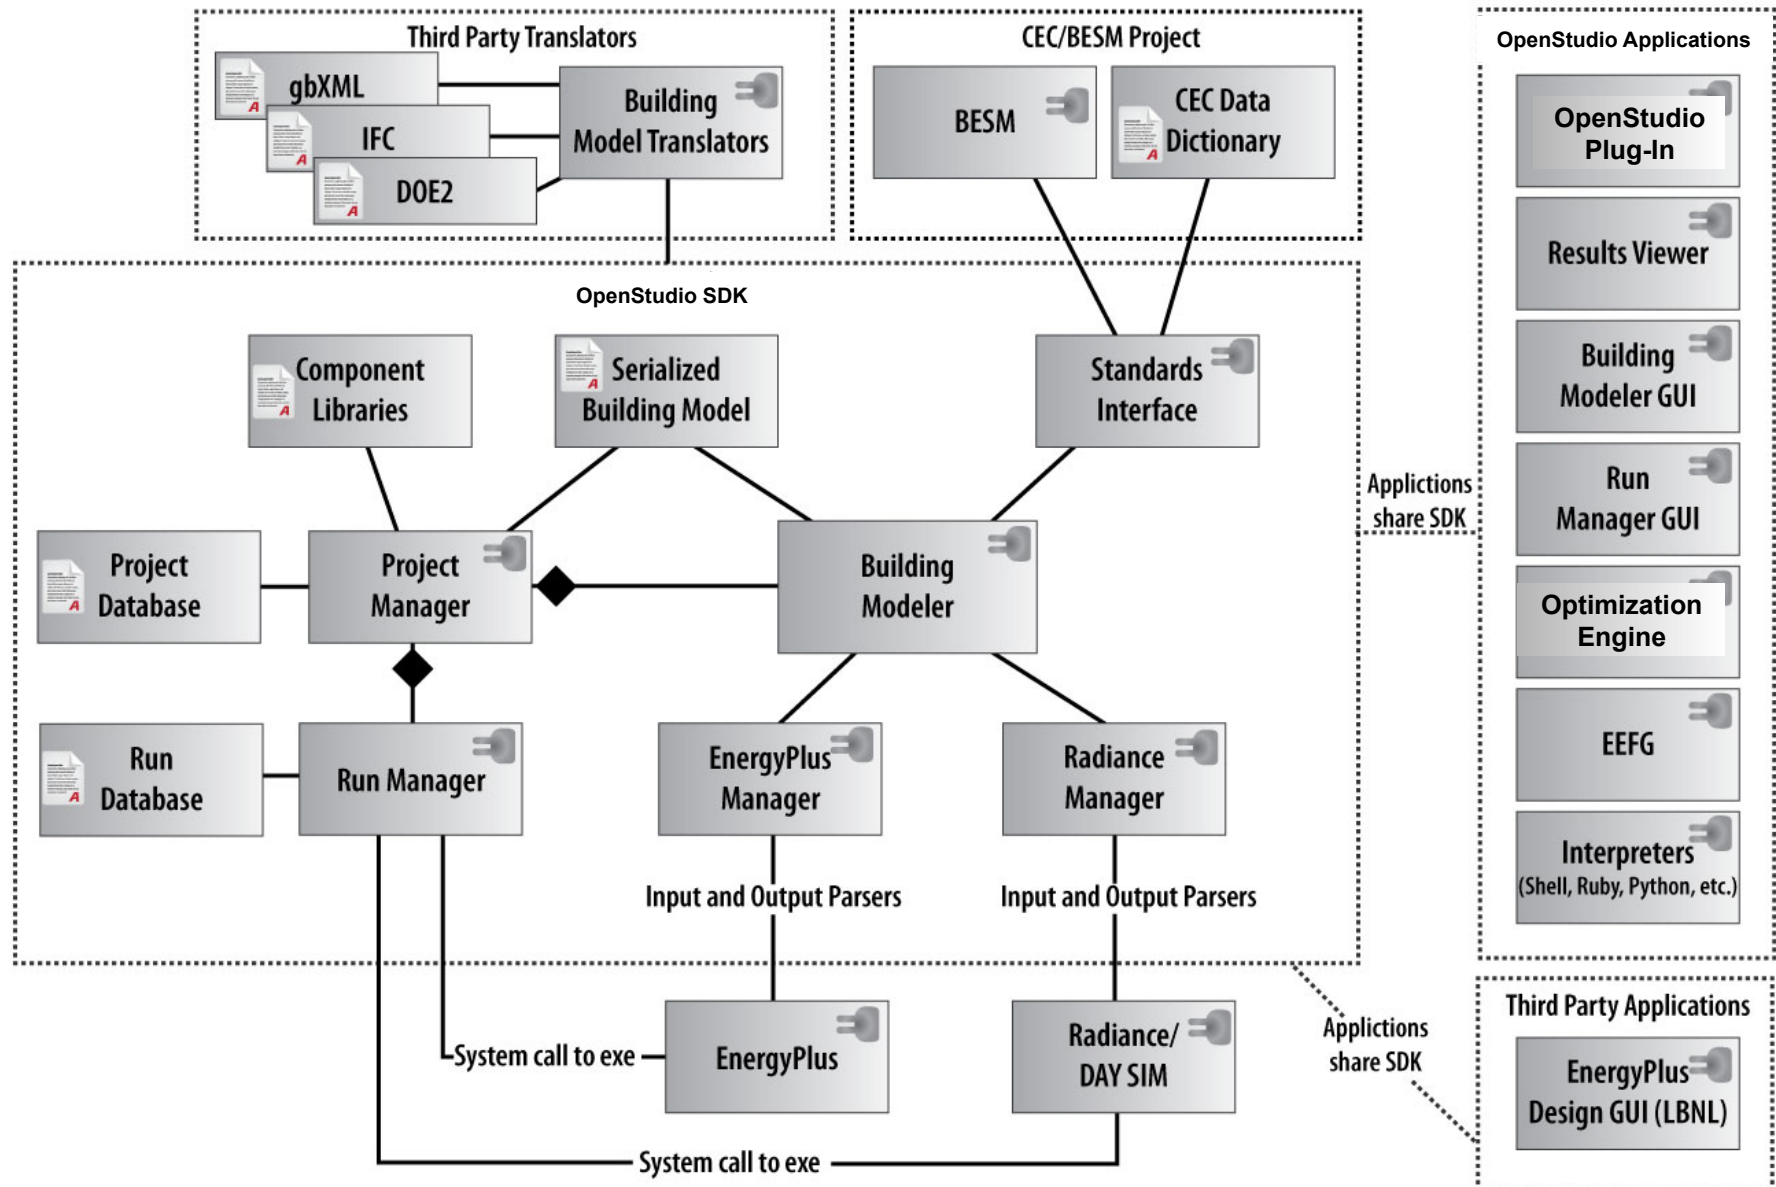 Third Party Translators
gbXML
IFC
DOE2
Building
Model Translators
CEC/BESM Project
BESM
CEC Data
Dictionary
OpenStudio Applications
OpenStudio
Plug-In
Results Viewer
Building
Modeler GUI
Run
Manager GUI
Optimization
Engine
EEFG
Interpreters
(Shell, Ruby, Python, etc.)
OpenStudio SDK
Component
Libraries
Serialized
Building Model
Standards
Interface
Applictions
share SDK
Project
Database
Project
Manager
Building
Modeler
Run
Database
Run Manager
EnergyPlus
Manager
Radiance
Manager
Input and Output Parsers
Input and Output Parsers
System call to exe
EnergyPlus
Radiance/
DAY SIM
System call to exe
Applictions
share SDK
Third Party Applications
EnergyPlus
Design GUI (LBNL)